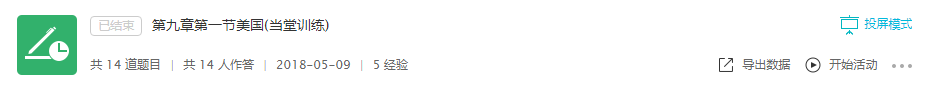 已结束 第九章第一节美国(当堂训练) 投屏模式
共 14 道题目 | 共 14 人作答 | 2018-05-09 | 5 经验 导出数据 开始活动